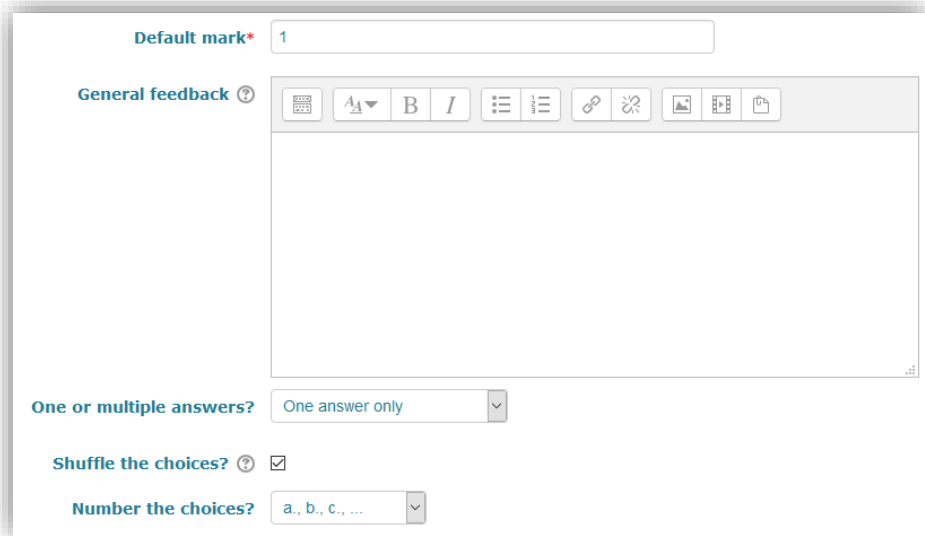 Default mark* 1
General feedback
One or multiple answers? One answer only
Shuffle the choices?
Number the choices? a., b., c., ...